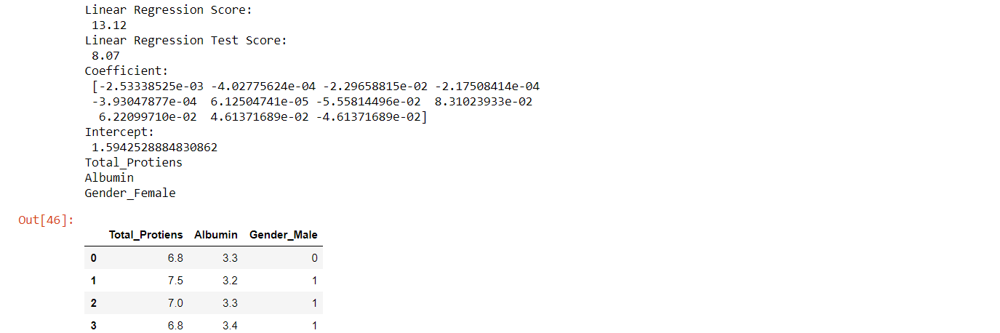 Linear Regression Score:
13.12
Linear Regression Test Score:
8.07
Coefficient:
[-2.53338525e-03 -4.02775624e-04 -2.29658815e-02 -2.17508414e-04
-3.93047877e-04 6.12504741e-05 -5.55814496e-02 8.31023933e-02
6.22099710e-02 4.61371689e-02 -4.61371689e-02]
Intercept:
1.5942528884830862
Total_Protiens
Albumin
Gender_Female
Out[46]:
Total_Protiens Albumin Gender_Male
0 6.8 3.3 0
1 7.5 3.2 1
2 7.0 3.3 1
3 6.8 3.4 1